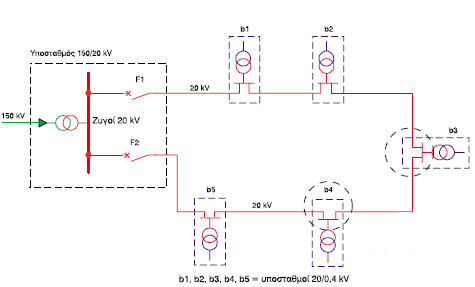 b1
b2
Υποσταθμός 150/20 kV
F1
20 kV
150 kV
Ζυγοί 20 kV
b3
F2
b5
b4
20 kV
b1, b2, b3, b4, b5 = υποσταθμοί 20/0,4 kV